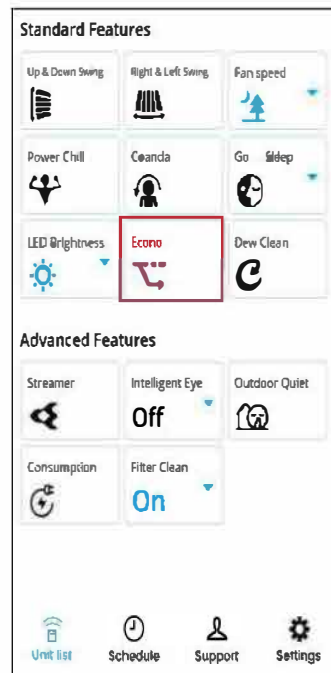 Standard Features
Up & Down Swing
Right & Left Swing
Fan speed
Power Chill
Coanda
Go Sleep
LED Brightness
Econo
Dew Clean
Advanced Features
Streamer
Intelligent Eye
Outdoor Quiet
Off
Consumption
Filter Clean
On
Unit list
Schedule
Support
Settings